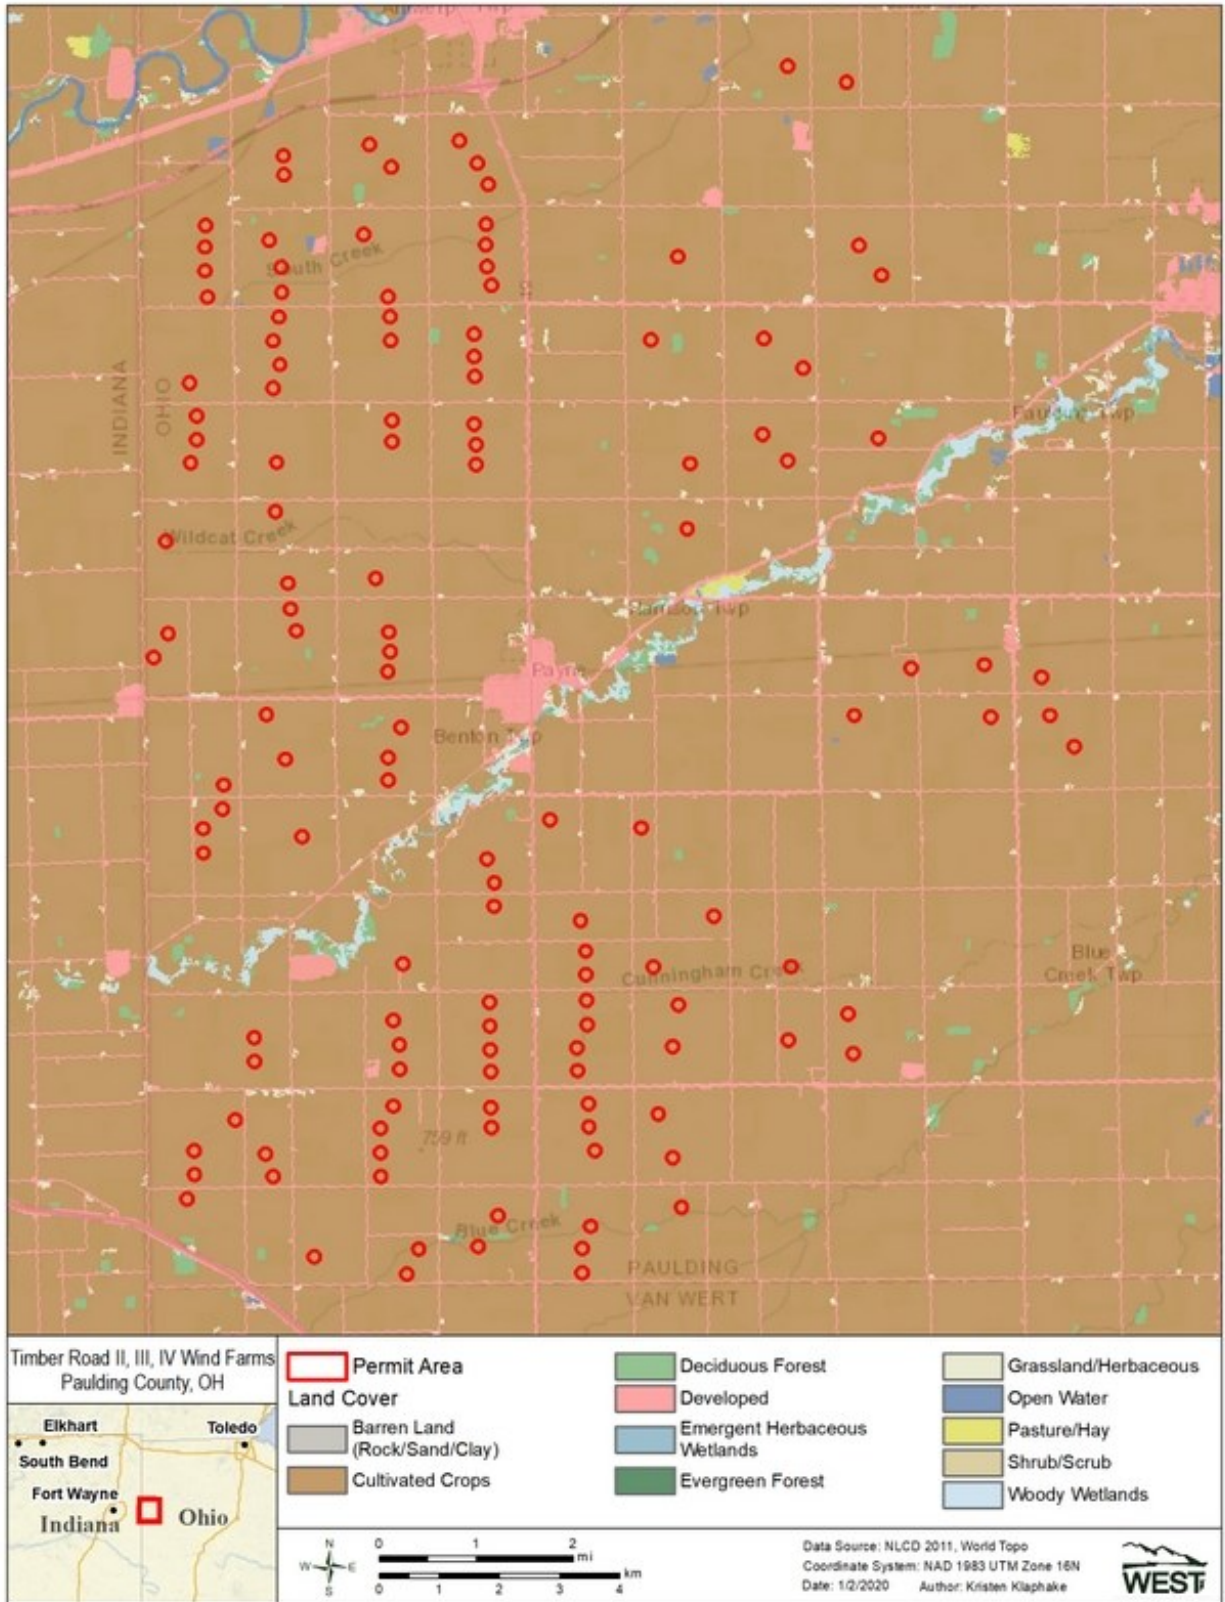 Antwerp Twp
South Creek
INDIANA
OHIO
Paulding Twp
Wildcat Creek
Harrison Twp
Payne
Benton Twp
Blue
Creek Twp
Cunningham Creek
759 ft
Blue Creek
PAULDING
VAN WERT
Timber Road II, III, IV Wind Farms
Paulding County, OH
Elkhart
Toledo
South Bend
Fort Wayne
Indiana
Ohio
Permit Area
Land Cover
Barren Land
(Rock/Sand/Clay)
Cultivated Crops
Deciduous Forest
Developed
Emergent Herbaceous
Wetlands
Evergreen Forest
Grassland/Herbaceous
Open Water
Pasture/Hay
Shrub/Scrub
Woody Wetlands
N
W E
S
0 1 2
mi
km
0 1 2 3 4
Data Source: NLCD 2011, World Topo
Coordinate System: NAD 1983 UTM Zone 16N
Date: 1/2/2020 Author: Kristen Klaphake
WEST